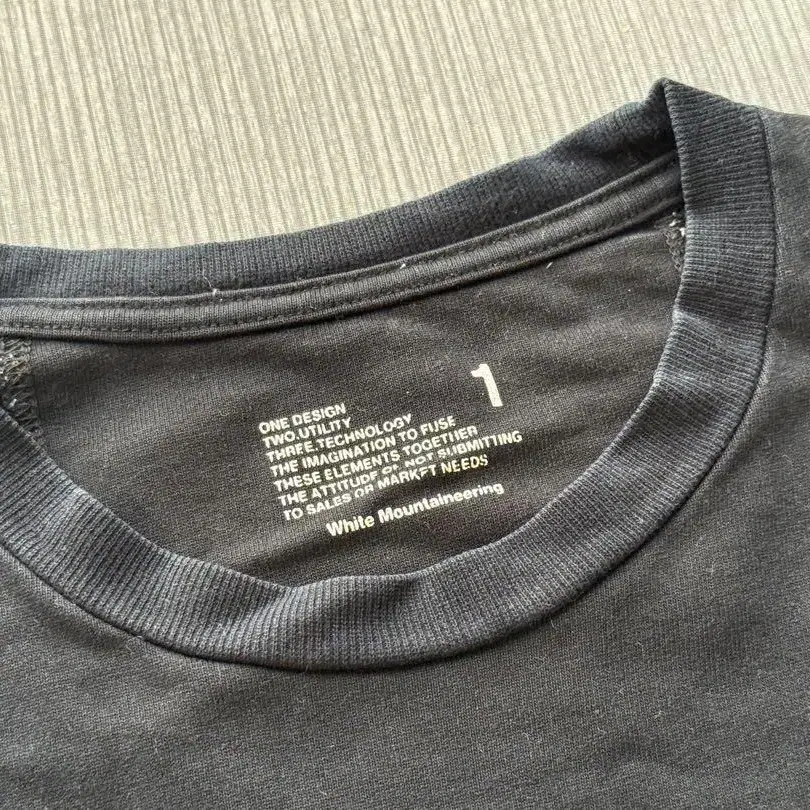 1
ONE DESIGN
TWO.UTILITY
THREE.TECHNOLOGY
THE IMAGINATION TO FUSE
THESE ELEMENTS TOGETHER
THE ATTITUDE OF NOT SUBMITTING
TO SALES OR MARKET NEEDS
White Mountaineering